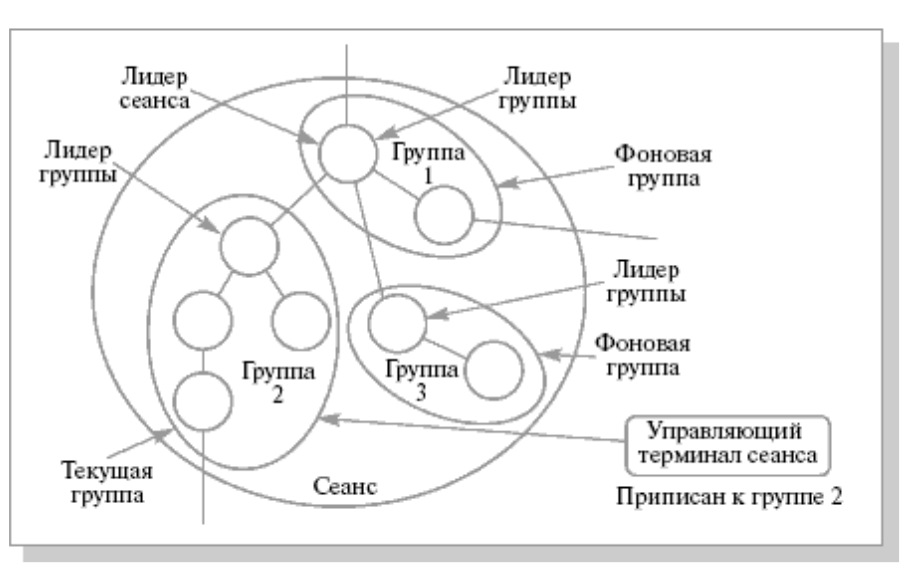 Лидер
сеанса
Лидер
группы
Лидер
группы
Группа
1
Фоновая
группа
Лидер
группы
Фоновая
группа
Группа
2
Группа
3
Управляющий
терминал сеанса
Текущая
группа
Сеанс
Приписан к группе 2